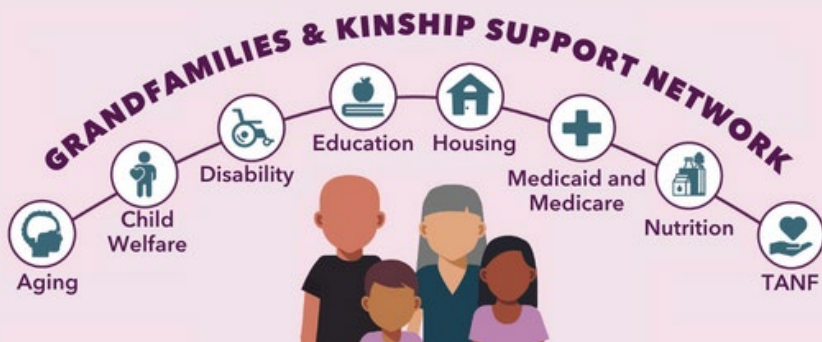 GRANDFAMILIES & KINSHIP SUPPORT NETWORK
Aging
Child
Welfare
Disability
Education
Housing
Medicaid and
Medicare
Nutrition
TANF